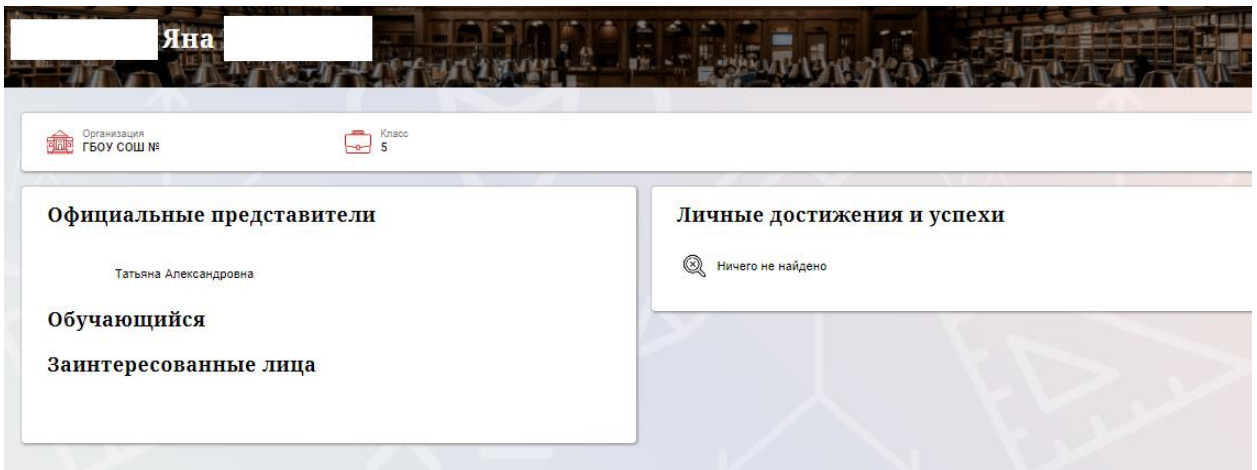 Яна
Организация
ГБОУ СОШ №
Класс
5
Официальные представители
Татьяна Александровна
Обучающийся
Заинтересованные лица
Личные достижения и успехи
Ничего не найдено